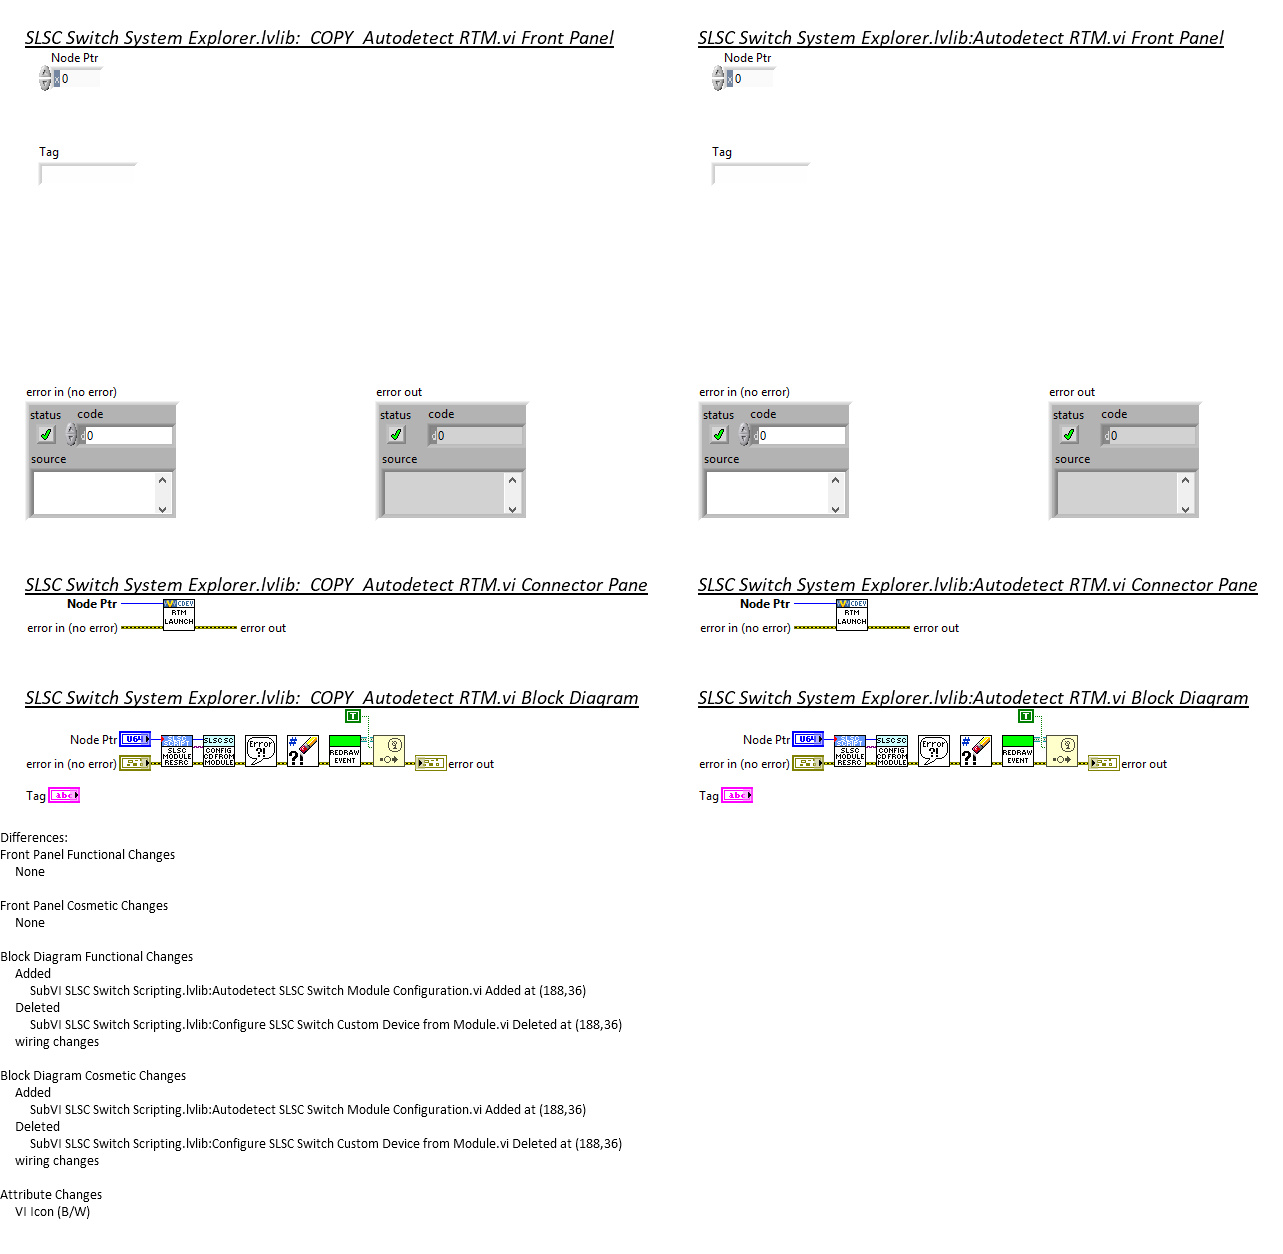 SLSC Switch System Explorer.lvlib:_COPY_Autodetect RTM.vi Front Panel
Node Ptr
x 0
Tag
error in (no error)
status code
d 0
source
error out
status code
d 0
source
SLSC Switch System Explorer.lvlib:Autodetect RTM.vi Front Panel
Node Ptr
x 0
Tag
error in (no error)
status code
d 0
source
error out
status code
d 0
source
SLSC Switch System Explorer.lvlib:_COPY_Autodetect RTM.vi Connector Pane
Node Ptr
error in (no error)
CDEV
RTM
LAUNCH
error out
SLSC Switch System Explorer.lvlib:Autodetect RTM.vi Connector Pane
Node Ptr
error in (no error)
CDEV
RTM
LAUNCH
error out
SLSC Switch System Explorer.lvlib:_COPY_Autodetect RTM.vi Block Diagram
T
Node Ptr
U64
error in (no error)
SLSC
SCRIPT
SLSC
MODULE
RESRC
SLSC SC
CONFIG
CD FROM
MODULE
Error
?!
#
?!
REDRAW
EVENT
error out
Tag
abc
SLSC Switch System Explorer.lvlib:Autodetect RTM.vi Block Diagram
T
Node Ptr
U64
error in (no error)
SLSC
SCRIPT
SLSC
MODULE
RESRC
SLSC SC
CONFIG
CD FROM
MODULE
Error
?!
#
?!
REDRAW
EVENT
error out
Tag
abc
Differences:
Front Panel Functional Changes
None
Front Panel Cosmetic Changes
None
Block Diagram Functional Changes
Added
SubVI SLSC Switch Scripting.lvlib:Autodetect SLSC Switch Module Configuration.vi Added at (188,36)
Deleted
SubVI SLSC Switch Scripting.lvlib:Configure SLSC Switch Custom Device from Module.vi Deleted at (188,36)
wiring changes
Block Diagram Cosmetic Changes
Added
SubVI SLSC Switch Scripting.lvlib:Autodetect SLSC Switch Module Configuration.vi Added at (188,36)
Deleted
SubVI SLSC Switch Scripting.lvlib:Configure SLSC Switch Custom Device from Module.vi Deleted at (188,36)
wiring changes
Attribute Changes
VI Icon (B/W)